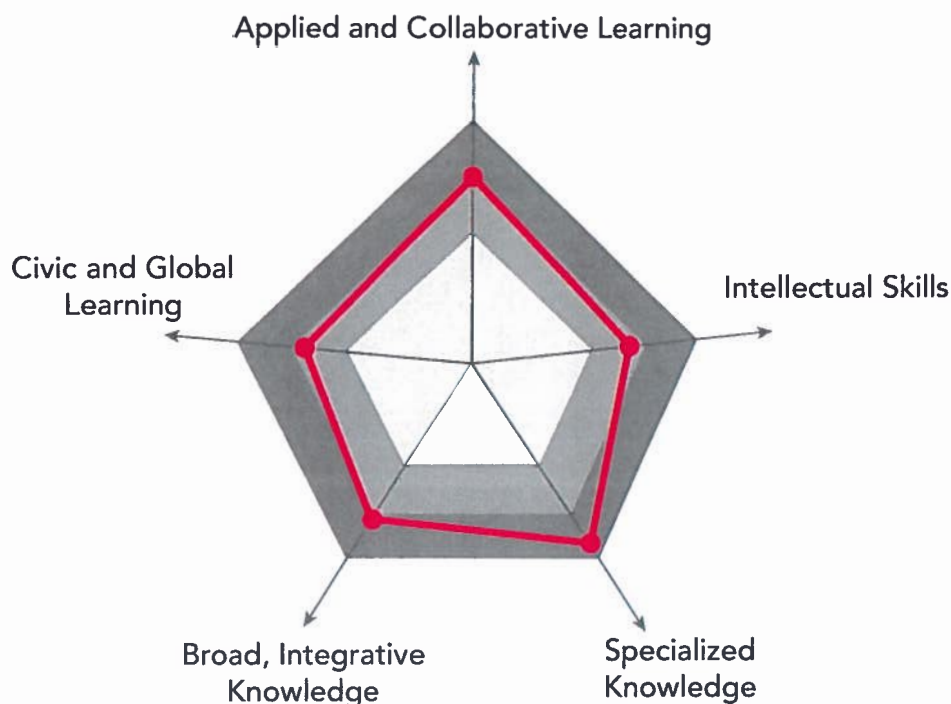 Applied and Collaborative Learning
Civic and Global
Learning
Intellectual Skills
Broad, Integrative
Knowledge
Specialized
Knowledge